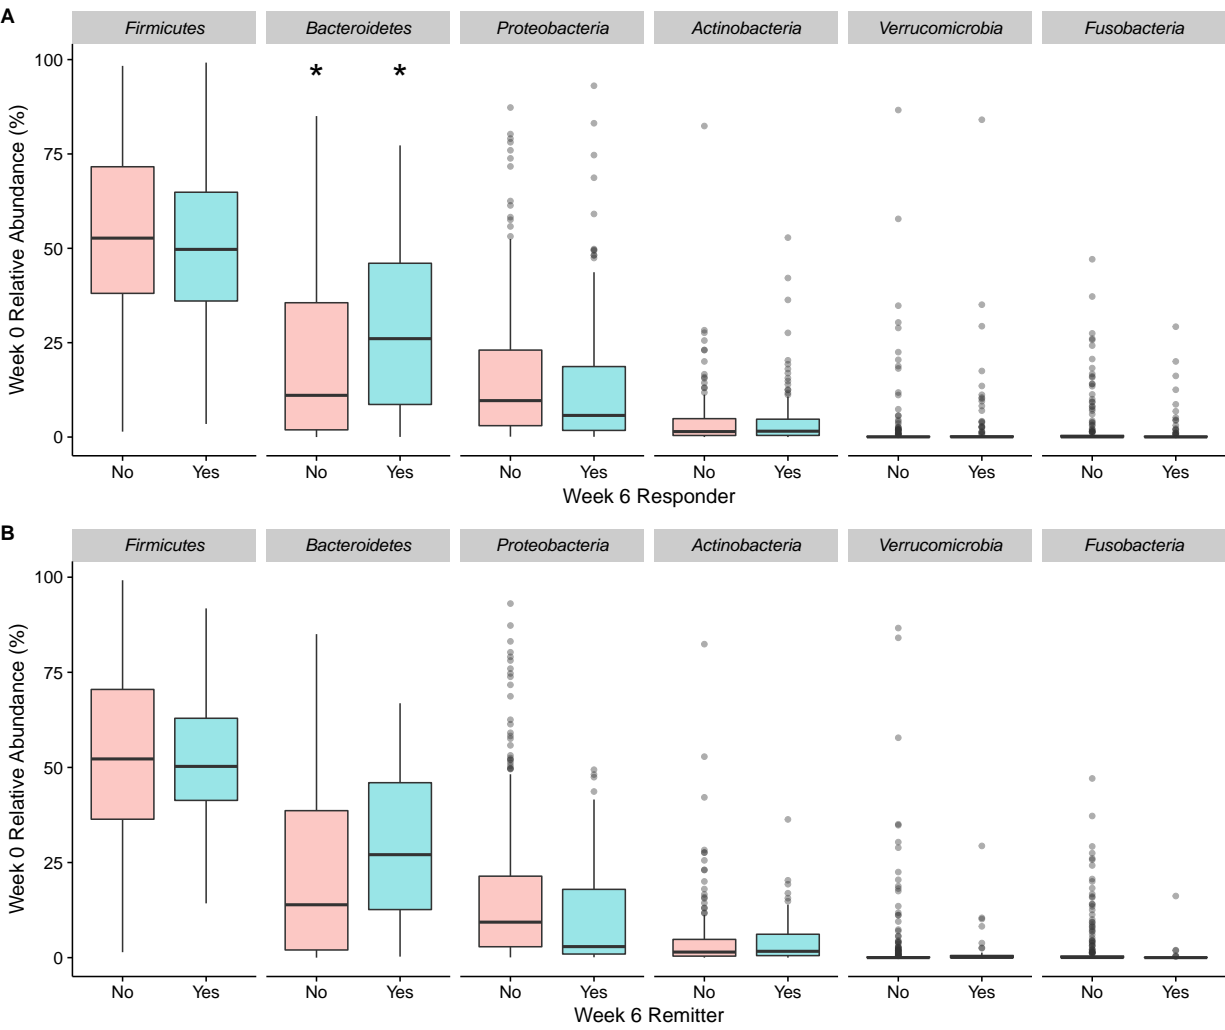 A
Firmicutes Bacteroidetes Proteobacteria Actinobacteria Verrucomicrobia Fusobacteria
* *
Week 0 Relative Abundance (%)
100
75
50
25
0
No Yes No Yes No Yes No Yes No Yes No Yes
Week 6 Responder
B
Firmicutes Bacteroidetes Proteobacteria Actinobacteria Verrucomicrobia Fusobacteria
Week 0 Relative Abundance (%)
100
75
50
25
0
No Yes No Yes No Yes No Yes No Yes No Yes
Week 6 Remitter